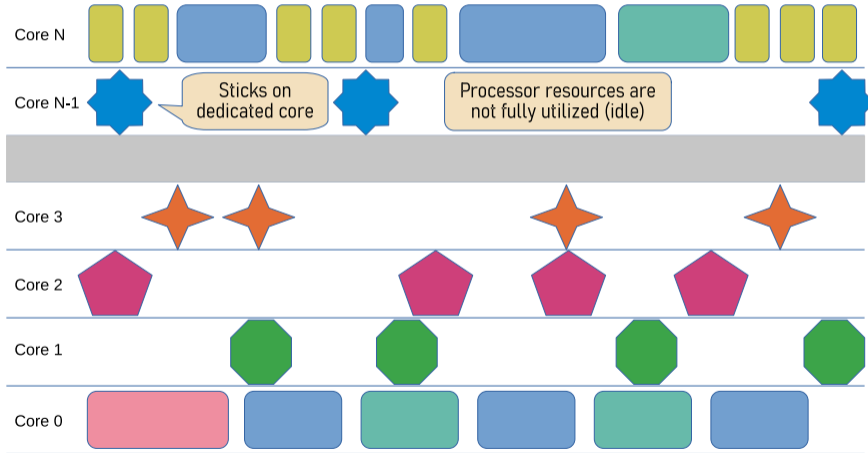 Core N
Core N-1
Sticks on
dedicated core
Processor resources are
not fully utilized (idle)
Core 3
Core 2
Core 1
Core 0